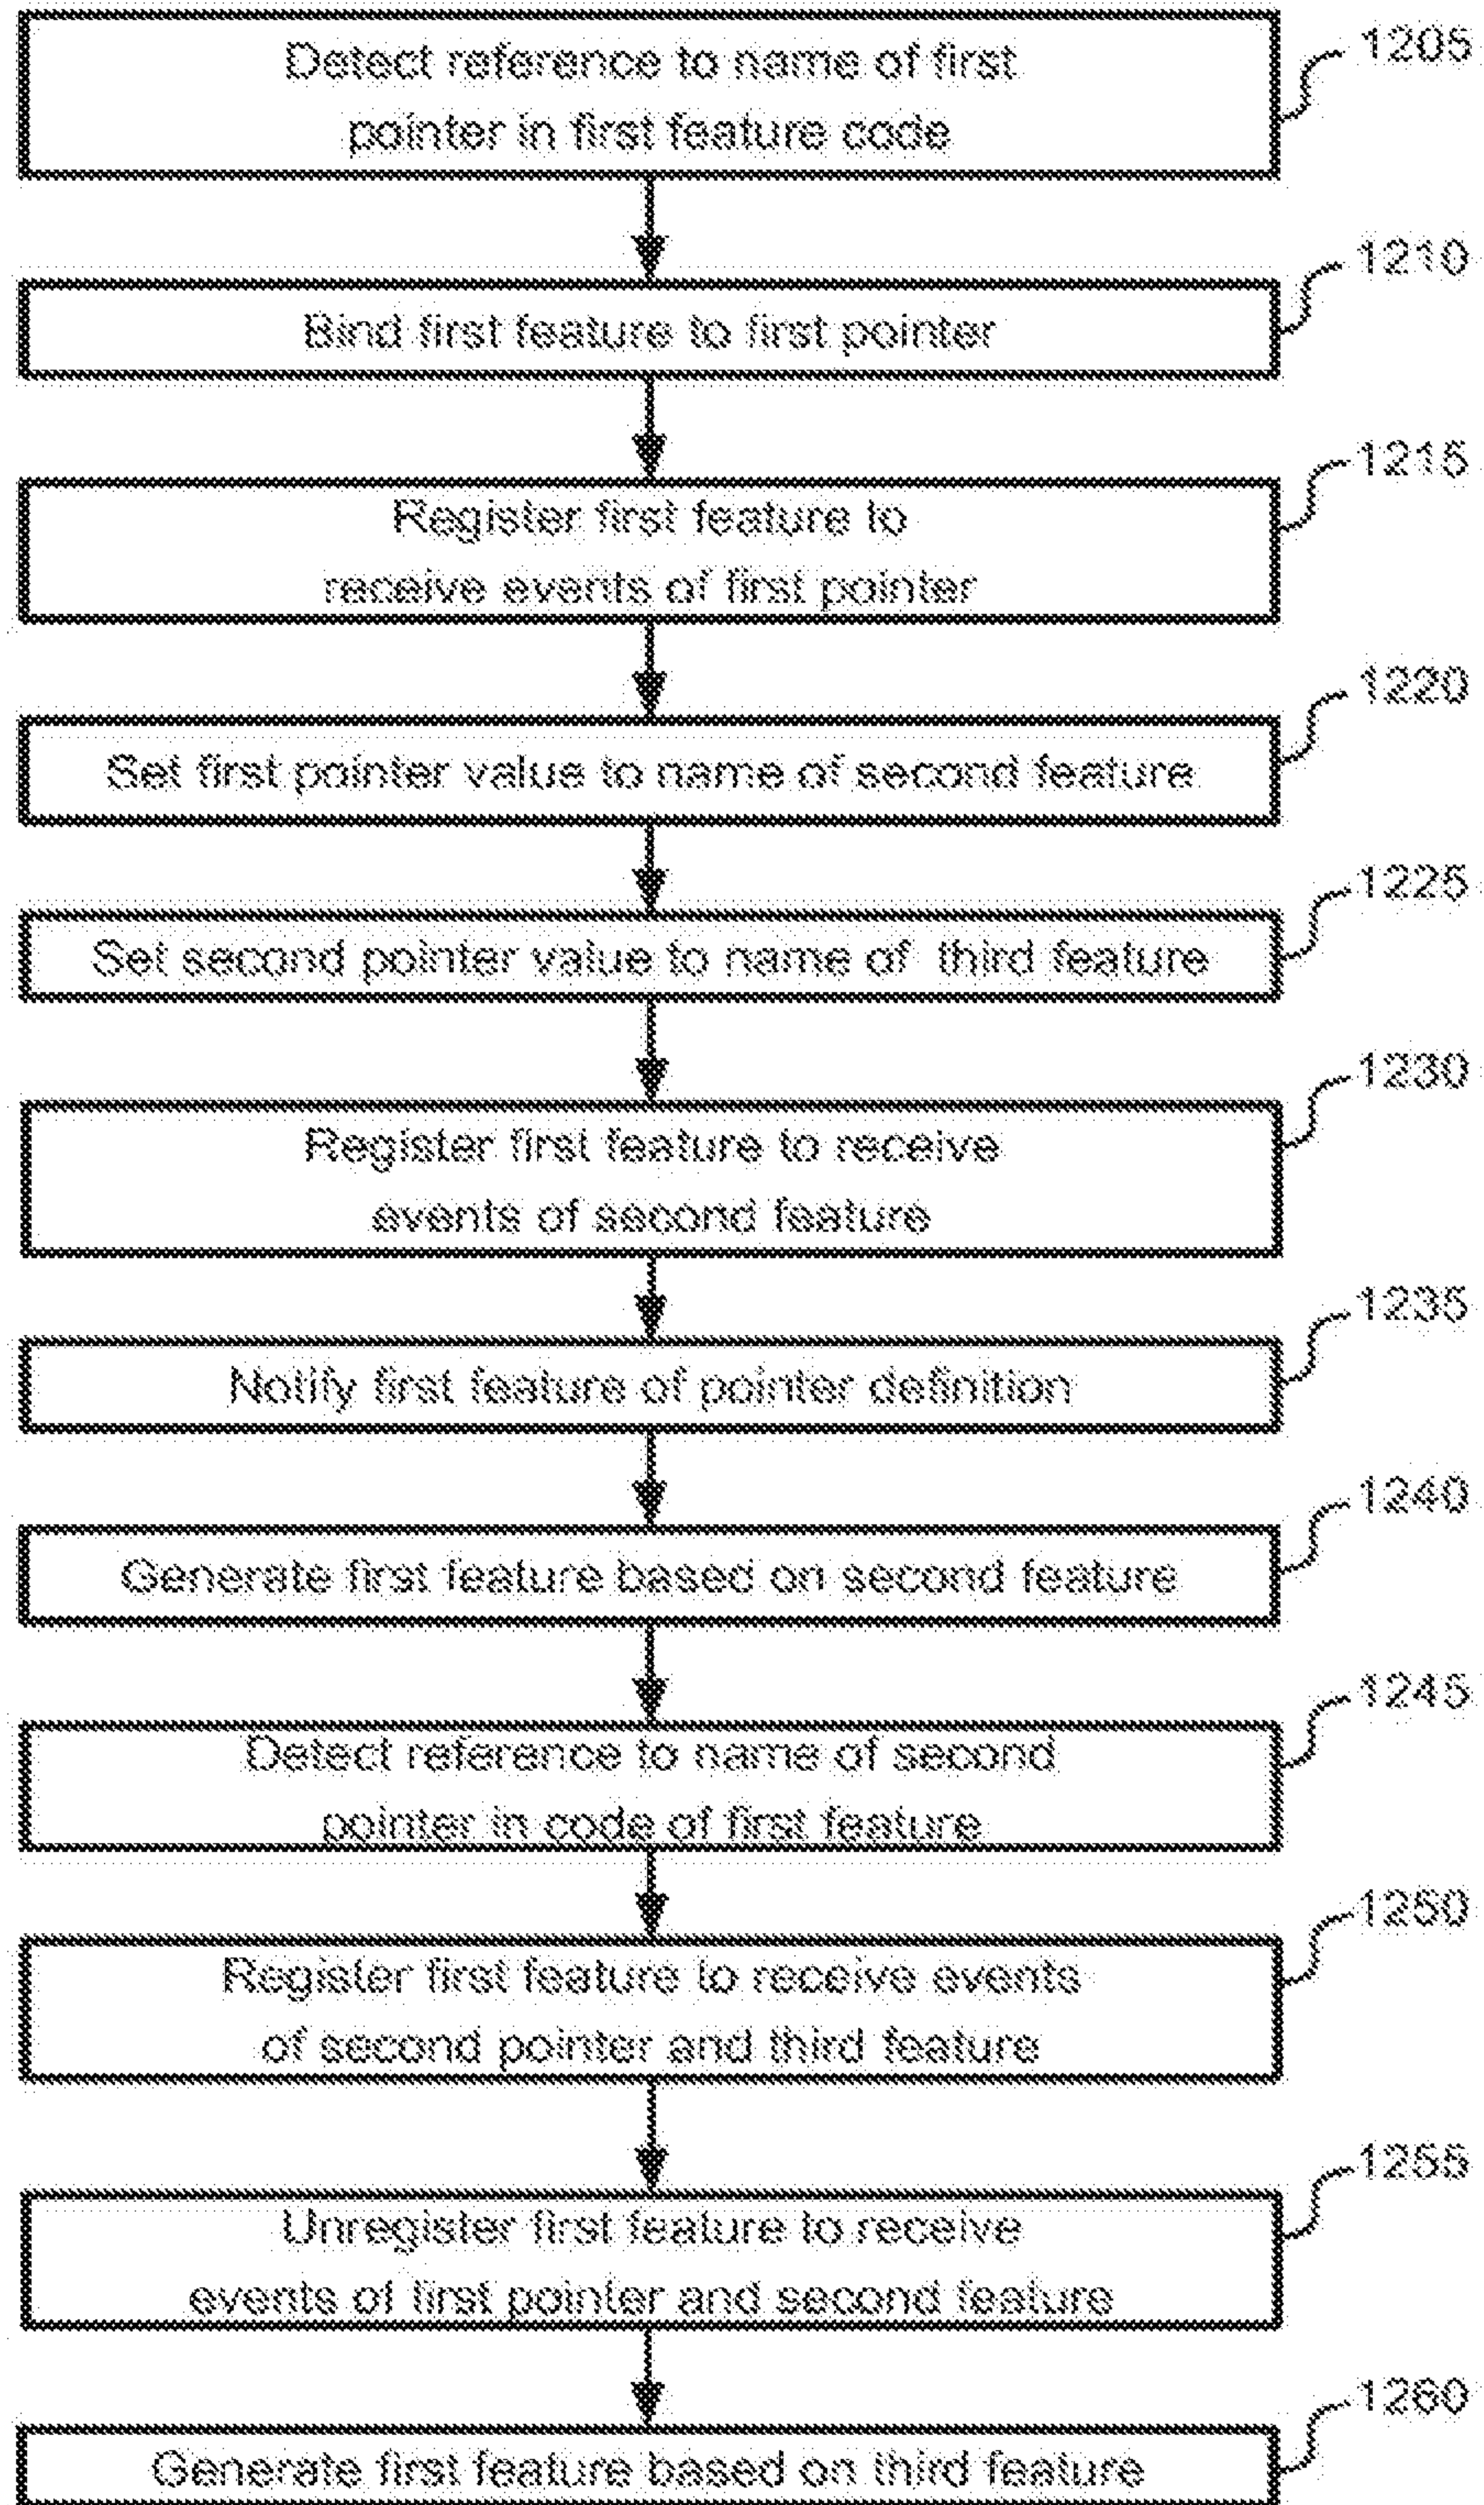 Detect reference to name of first
pointer in first feature code
1205
Bind first feature to first pointer
1210
Register first feature to
receive events of first pointer
1215
Set first pointer value to name of second feature
1220
Set second pointer value to name of third feature
1225
Register first feature to receive
events of second feature
1230
Notify first feature of pointer definition
1235
Generate first feature based on second feature
1240
Detect reference to name of second
pointer in code of first feature
1245
Register first feature to receive events
of second pointer and third feature
1250
Unregister first feature to receive
events of first pointer and second feature
1255
Generate first feature based on third feature
1260